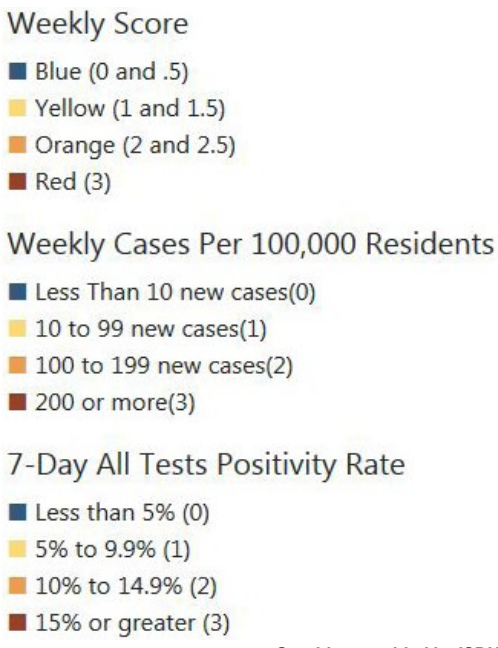 Weekly Score
Blue (0 and .5)
Yellow (1 and 1.5)
Orange (2 and 2.5)
Red (3)
Weekly Cases Per 100,000 Residents
Less Than 10 new cases(0)
10 to 99 new cases(1)
100 to 199 new cases(2)
200 or more(3)
7-Day All Tests Positivity Rate
Less than 5% (0)
5% to 9.9% (1)
10% to 14.9% (2)
15% or greater (3)